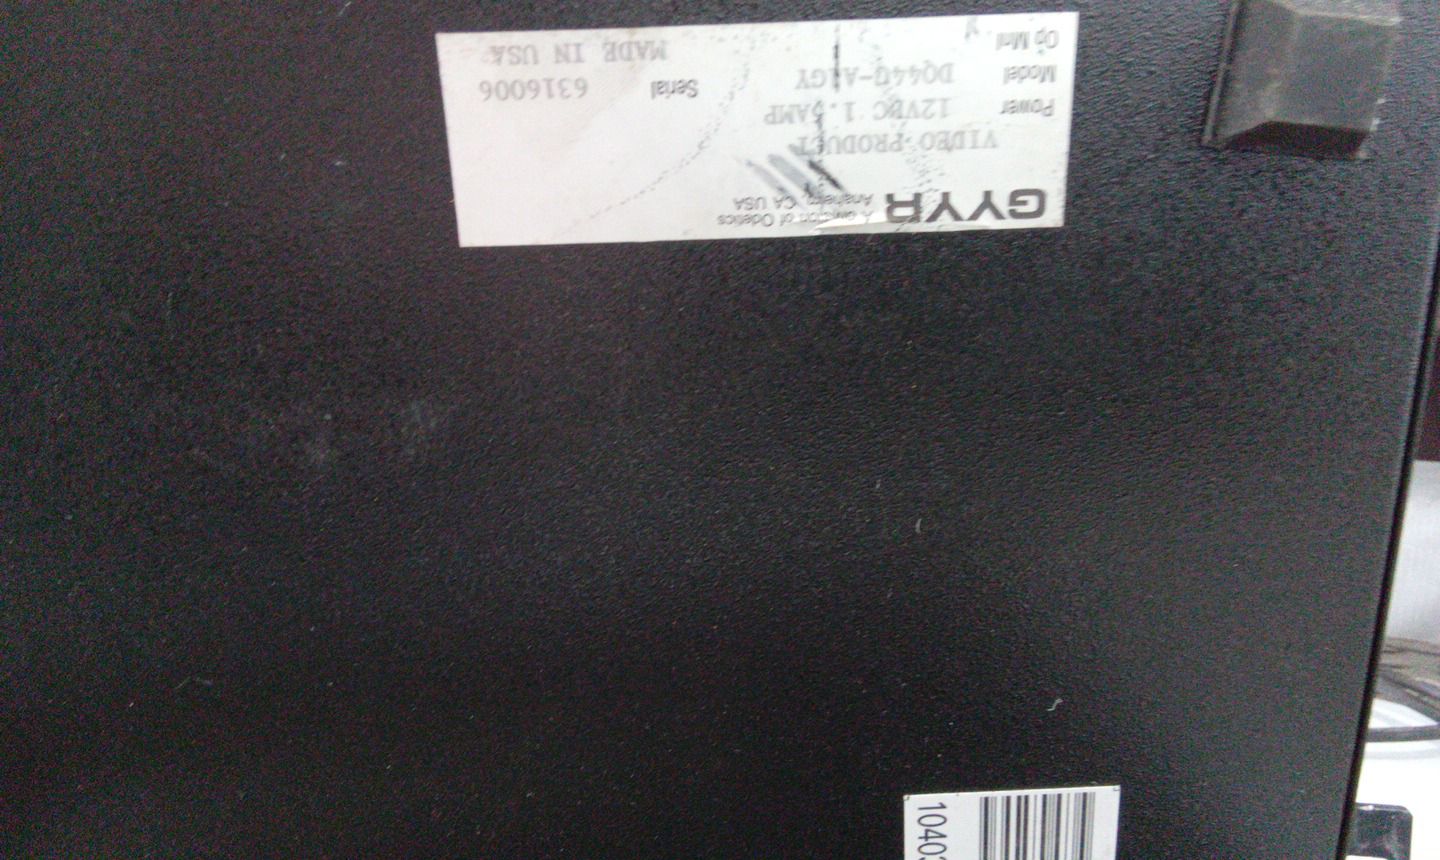 GYYR A division of Odetics
Anaheim, CA USA
VIDEO PRODUCT
Power 12VDC 1.5AMP
Model DQ44U-A1GY Serial 6316006
Op Mnl MADE IN USA
10403